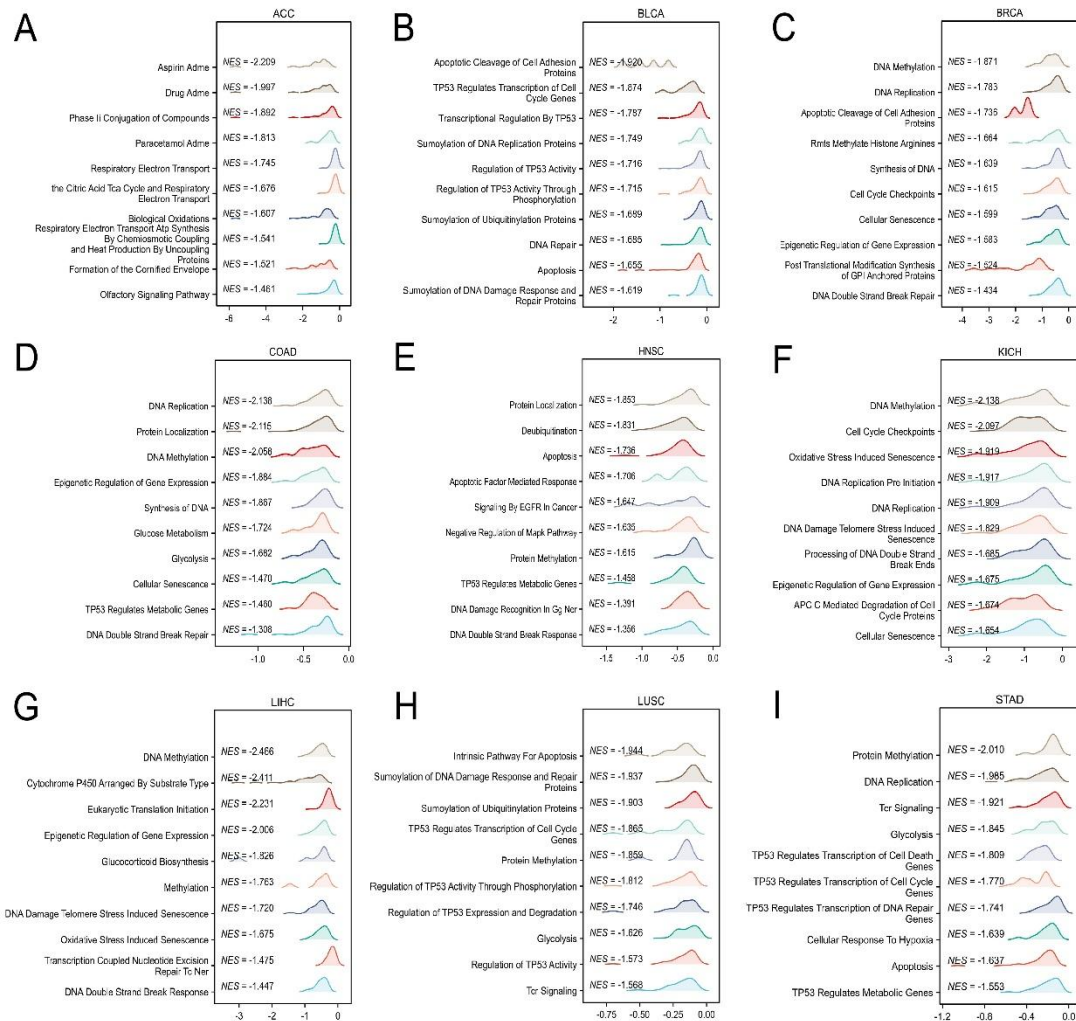 A
ACC
Aspirin Adme
NES = -2.209
Drug Adme
NES = -1.997
Phase Ii Conjugation of Compounds
NES = -1.892
Paracetamol Adme
NES = -1.813
Respiratory Electron Transport
NES = -1.745
the Citric Acid Tca Cycle and Respiratory
Electron Transport
NES = -1.676
Biological Oxidations
NES = -1.607
Respiratory Electron Transport Atp Synthesis
By Chemiosmotic Coupling
and Heat Production By Uncoupling
Proteins
NES = -1.541
Formation of the Cornified Envelope
NES = -1.521
Olfactory Signaling Pathway
NES = -1.461
-6 -4 -2 0
B
BLCA
Apoptotic Cleavage of Cell Adhesion
Proteins
NES = -1.920
TP53 Regulates Transcription of Cell
Cycle Genes
NES = -1.874
Transcriptional Regulation By TP53
NES = -1.787
Sumoylation of DNA Replication Proteins
NES = -1.749
Regulation of TP53 Activity
NES = -1.716
Regulation of TP53 Activity Through
Phosphorylation
NES = -1.715
Sumoylation of Ubiquitinylation Proteins
NES = -1.689
DNA Repair
NES = -1.685
Apoptosis
NES = -1.655
Sumoylation of DNA Damage Response and
Repair Proteins
NES = -1.619
-2 -1 0
C
BRCA
DNA Methylation
NES = -1.871
DNA Replication
NES = -1.783
Apoptotic Cleavage of Cell Adhesion
Proteins
NES = -1.736
Rmts Methylate Histone Arginines
NES = -1.664
Synthesis of DNA
NES = -1.639
Cell Cycle Checkpoints
NES = -1.615
Cellular Senescence
NES = -1.599
Epigenetic Regulation of Gene Expression
NES = -1.583
Post Translational Modification Synthesis
of GPI Anchored Proteins
NES = -1.524
DNA Double Strand Break Repair
NES = -1.434
-4 -3 -2 -1 0
D
COAD
DNA Replication
NES = -2.138
Protein Localization
NES = -2.115
DNA Methylation
NES = -2.058
Epigenetic Regulation of Gene Expression
NES = -1.884
Synthesis of DNA
NES = -1.867
Glucose Metabolism
NES = -1.724
Glycolysis
NES = -1.682
Cellular Senescence
NES = -1.470
TP53 Regulates Metabolic Genes
NES = -1.460
DNA Double Strand Break Repair
NES = -1.308
-1.0 -0.5 0.0
E
HNSC
Protein Localization
NES = -1.853
Deubiquitination
NES = -1.831
Apoptosis
NES = -1.736
Apoptotic Factor Mediated Response
NES = -1.706
Signaling By EGFR In Cancer
NES = -1.647
Negative Regulation of Mapk Pathway
NES = -1.635
Protein Methylation
NES = -1.615
TP53 Regulates Metabolic Genes
NES = -1.458
DNA Damage Recognition In Gg Ner
NES = -1.391
DNA Double Strand Break Response
NES = -1.356
-1.5 -1.0 -0.5 0.0
F
KICH
DNA Methylation
NES = -2.138
Cell Cycle Checkpoints
NES = -2.097
Oxidative Stress Induced Senescence
NES = -1.919
DNA Replication Pre Initiation
NES = -1.917
DNA Replication
NES = -1.909
DNA Damage Telomere Stress Induced
Senescence
NES = -1.829
Processing of DNA Double Strand
Break Ends
NES = -1.685
Epigenetic Regulation of Gene Expression
NES = -1.675
APC C Mediated Degradation of Cell
Cycle Proteins
NES = -1.674
Cellular Senescence
NES = -1.654
-3 -2 -1 0
G
LIHC
DNA Methylation
NES = -2.466
Cytochrome P450 Arranged By Substrate Type
NES = -2.411
Eukaryotic Translation Initiation
NES = -2.231
Epigenetic Regulation of Gene Expression
NES = -2.006
Glucocorticoid Biosynthesis
NES = -1.826
Methylation
NES = -1.763
DNA Damage Telomere Stress Induced Senescence
NES = -1.720
Oxidative Stress Induced Senescence
NES = -1.675
Transcription Coupled Nucleotide Excision
Repair Tc Ner
NES = -1.475
DNA Double Strand Break Response
NES = -1.447
-3 -2 -1 0
H
LUSC
Intrinsic Pathway For Apoptosis
NES = -1.944
Sumoylation of DNA Damage Response and Repair
Proteins
NES = -1.937
Sumoylation of Ubiquitinylation Proteins
NES = -1.903
TP53 Regulates Transcription of Cell Cycle
Genes
NES = -1.865
Protein Methylation
NES = -1.859
Regulation of TP53 Activity Through Phosphorylation
NES = -1.812
Regulation of TP53 Expression and Degradation
NES = -1.746
Glycolysis
NES = -1.626
Regulation of TP53 Activity
NES = -1.573
Tcr Signaling
NES = -1.568
-0.75 -0.50 -0.25 0.00
I
STAD
Protein Methylation
NES = -2.010
DNA Replication
NES = -1.985
Tcr Signaling
NES = -1.921
Glycolysis
NES = -1.845
TP53 Regulates Transcription of Cell Death
Genes
NES = -1.809
TP53 Regulates Transcription of Cell Cycle Genes
NES = -1.770
TP53 Regulates Transcription of DNA Repair
Genes
NES = -1.741
Cellular Response To Hypoxia
NES = -1.639
Apoptosis
NES = -1.637
TP53 Regulates Metabolic Genes
NES = -1.553
-1.2 -0.8 -0.4 0.0